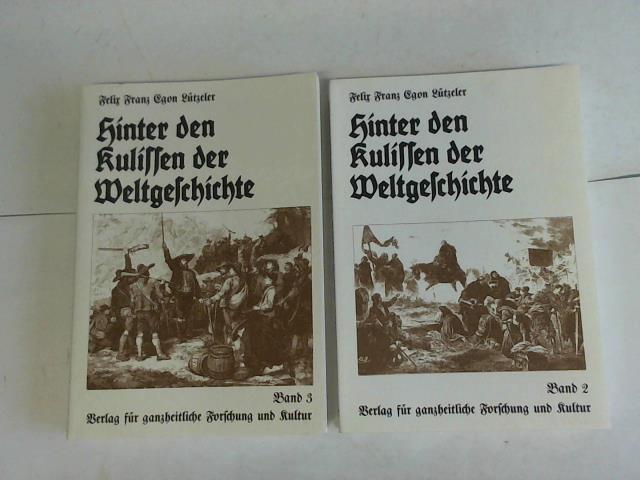 Felix Franz Egon Lützeler
Hinter den
Kuliſſen der
Weltgeſchichte
Band 3
Verlag für ganzheitliche Forſchung und Kultur
Felix Franz Egon Lützeler
Hinter den
Kuliſſen der
Weltgeſchichte
Band 2
Verlag für ganzheitliche Forſchung und Kultur